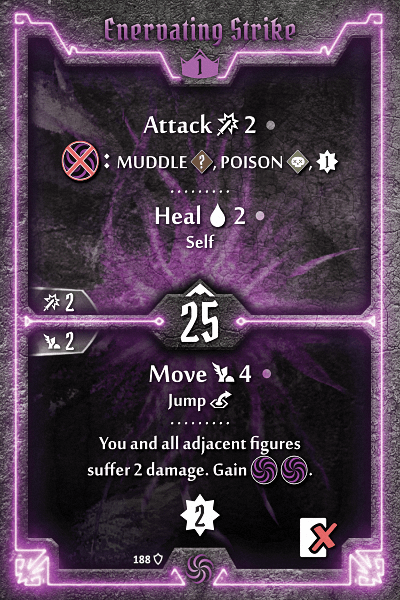 Enervating Strike
1
Attack 2
: MUDDLE ?, POISON , 1
Heal 2
Self
2
25
2
Move 4
Jump
You and all adjacent figures
suffer 2 damage. Gain .
2
188